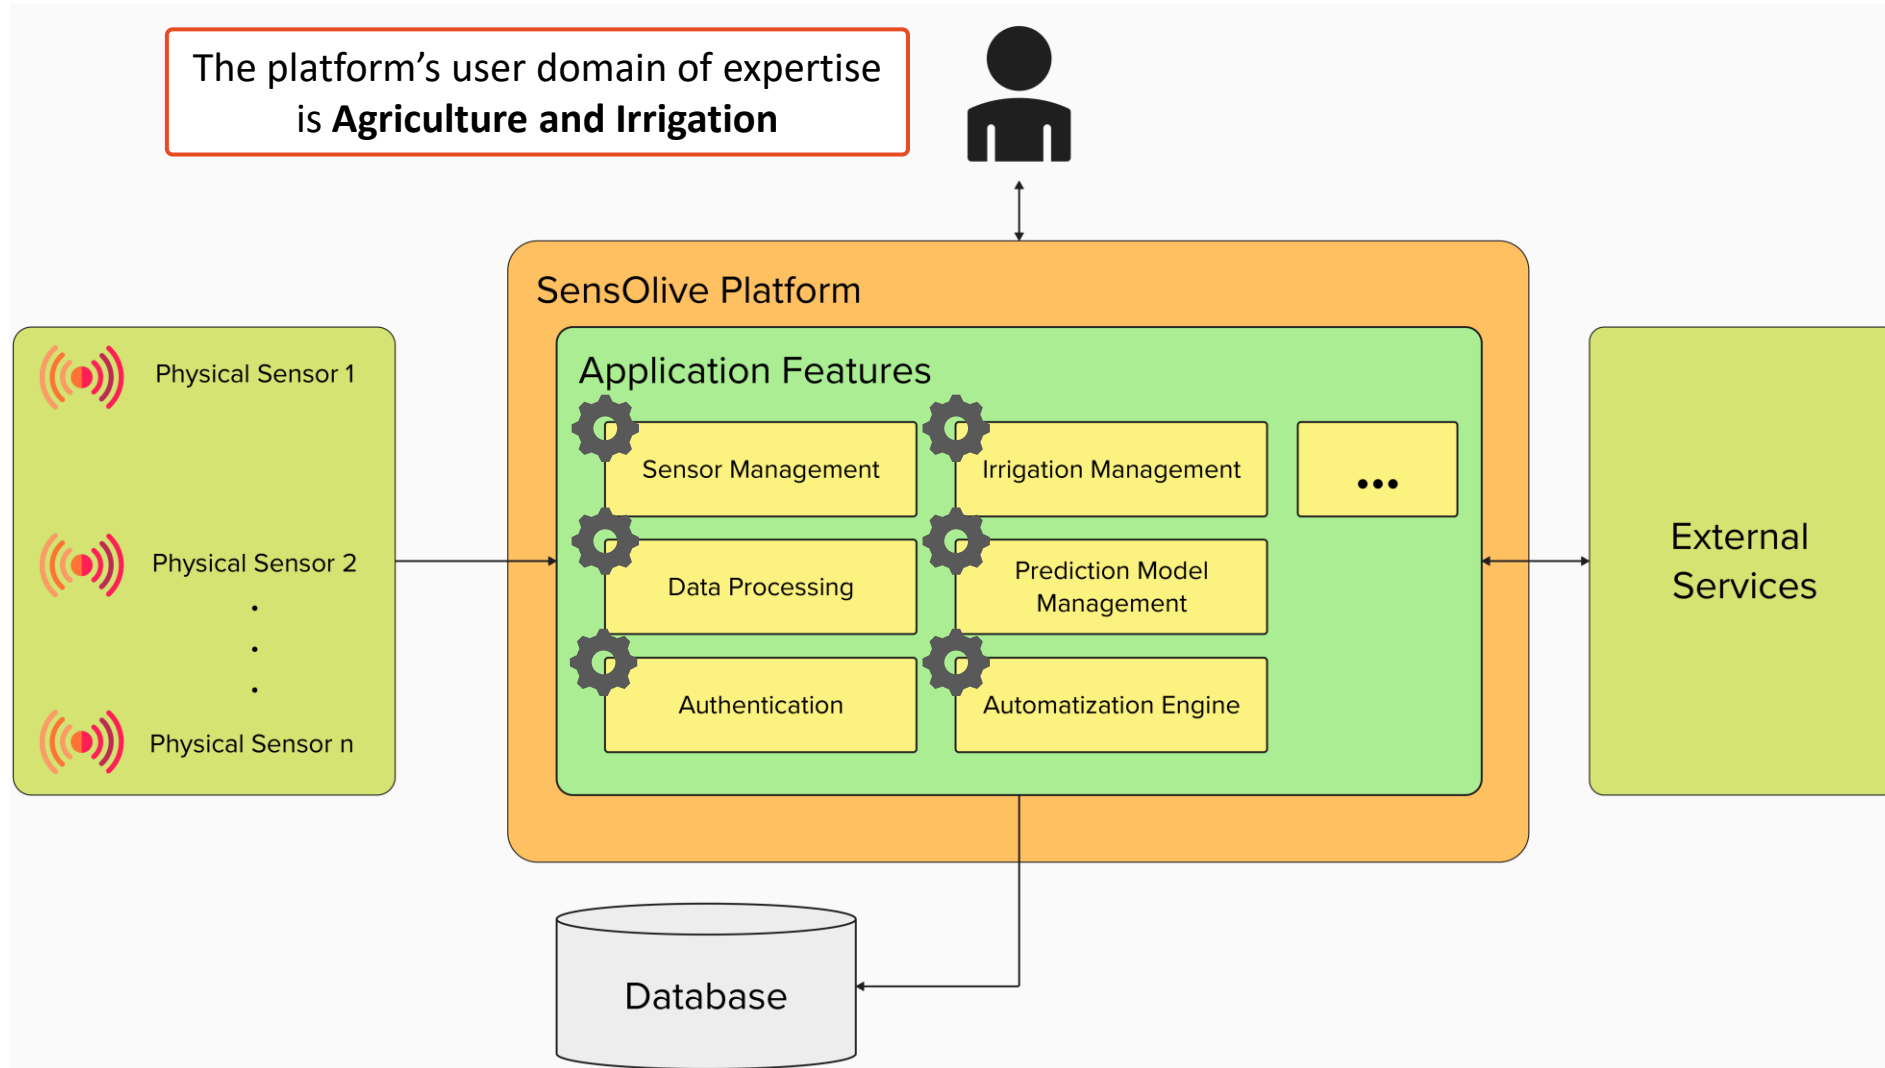 The platform’s user domain of expertise
is Agriculture and Irrigation
SensOlive Platform
Physical Sensor 1
Physical Sensor 2
.
.
.
Physical Sensor n
Application Features
Sensor Management
Irrigation Management
...
Data Processing
Prediction Model
Management
Authentication
Automatization Engine
External
Services
Database